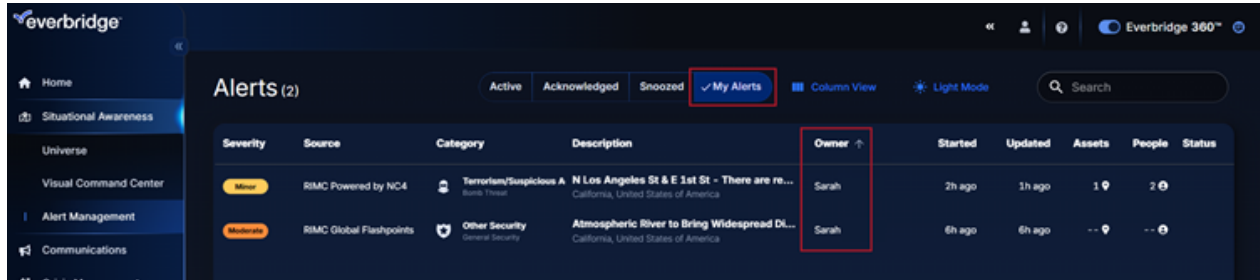 everbridge
Everbridge 360™
Home
Situational Awareness
Universe
Visual Command Center
Alert Management
Communications
Alerts (2)
Active Acknowledged Snoozed My Alerts Column View Light Mode Search
Severity Source Category Description Owner Started Updated Assets People Status
Minor RIMC Powered by NC4 Terrorism/Suspicious A N Los Angeles St & E 1st St - There are re... Sarah 2h ago 1h ago 1 2
Bomb Threat California, United States of America
Moderate RIMC Global Flashpoints Other Security Atmospheric River to Bring Widespread Di... Sarah 6h ago 6h ago -- --
General Security California, United States of America